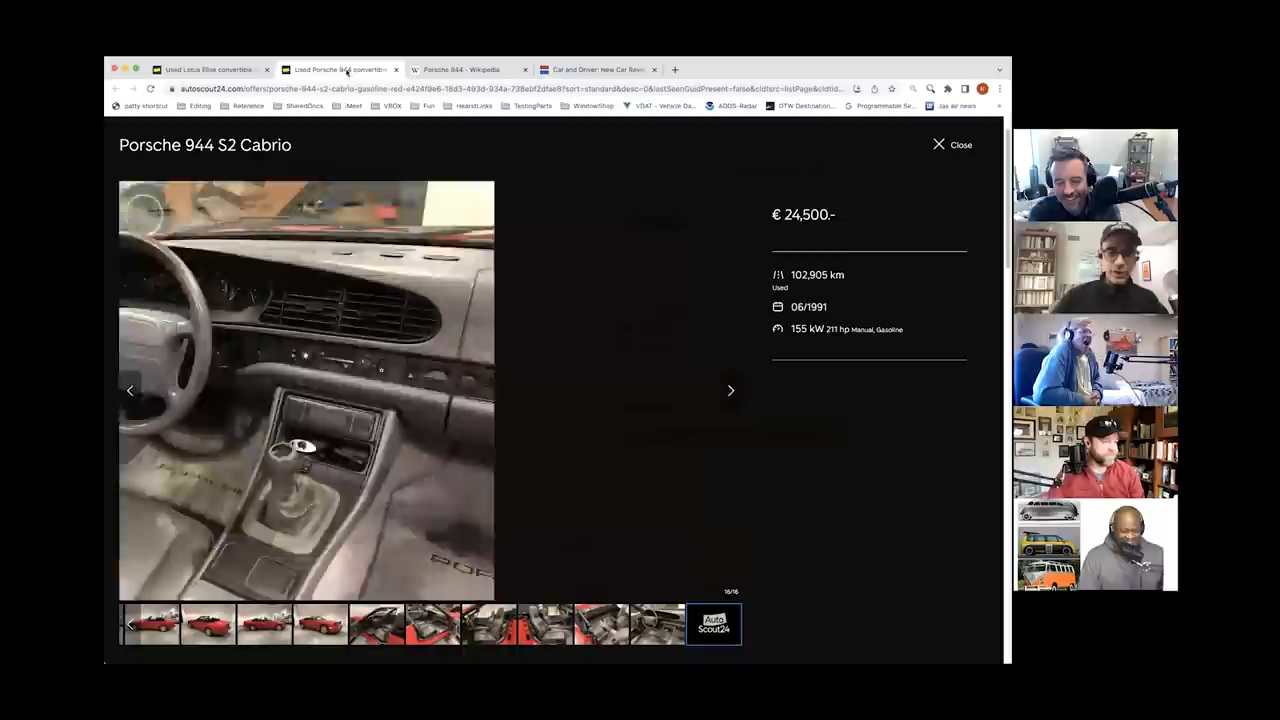 Used Lotus Elise convertible
Used Porsche 944 convertible
Porsche 944 - Wikipedia
Car and Driver: New Car Revie
autoscout24.com/offers/porsche-944-s2-cabrio-gasoline-red-e424f9e6-18d3-493d-934a-738ebf2dfae8?sort=standard&desc=0&lastSeenGuidPresent=false&cldtsrc=listPage&cldtid...
K
patty shortcut
Editing
Reference
SharedDocs
iMeet
VBOX
Fun
HearstLinks
TestingParts
WindowShop
VDAT - Vehicle Da...
ADDS-Radar
DTW Destination...
Programmable Se...
Jax air news
Porsche 944 S2 Cabrio
Close
€ 24,500.-
102,905 km
Used
06/1991
155 kW 211 hp Manual, Gasoline
POR
16/16
Auto
Scout24